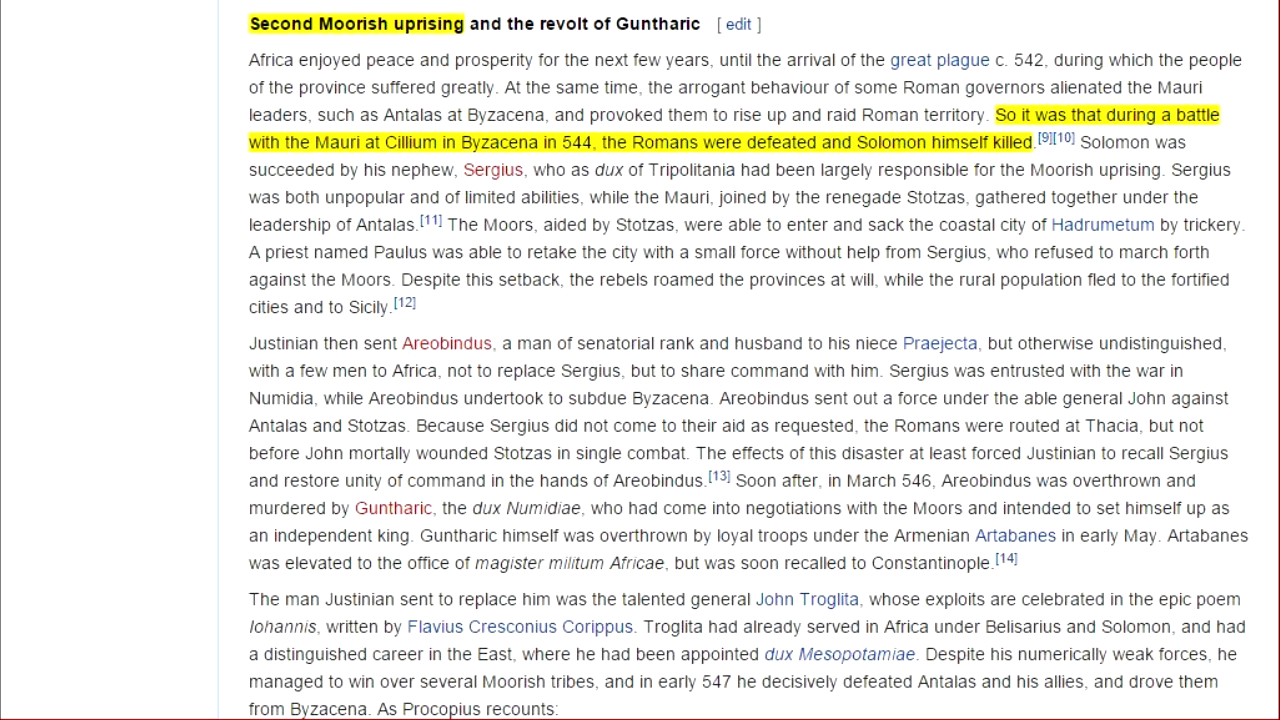 Second Moorish uprising and the revolt of Guntharic [ edit ]
Africa enjoyed peace and prosperity for the next few years, until the arrival of the great plague c. 542, during which the people
of the province suffered greatly. At the same time, the arrogant behaviour of some Roman governors alienated the Mauri
leaders, such as Antalas at Byzacena, and provoked them to rise up and raid Roman territory. So it was that during a battle
with the Mauri at Cillium in Byzacena in 544, the Romans were defeated and Solomon himself killed.[9][10] Solomon was
succeeded by his nephew, Sergius, who as dux of Tripolitania had been largely responsible for the Moorish uprising. Sergius
was both unpopular and of limited abilities, while the Mauri, joined by the renegade Stotzas, gathered together under the
leadership of Antalas.[11] The Moors, aided by Stotzas, were able to enter and sack the coastal city of Hadrumetum by trickery.
A priest named Paulus was able to retake the city with a small force without help from Sergius, who refused to march forth
against the Moors. Despite this setback, the rebels roamed the provinces at will, while the rural population fled to the fortified
cities and to Sicily.[12]
Justinian then sent Areobindus, a man of senatorial rank and husband to his niece Praejecta, but otherwise undistinguished,
with a few men to Africa, not to replace Sergius, but to share command with him. Sergius was entrusted with the war in
Numidia, while Areobindus undertook to subdue Byzacena. Areobindus sent out a force under the able general John against
Antalas and Stotzas. Because Sergius did not come to their aid as requested, the Romans were routed at Thacia, but not
before John mortally wounded Stotzas in single combat. The effects of this disaster at least forced Justinian to recall Sergius
and restore unity of command in the hands of Areobindus.[13] Soon after, in March 546, Areobindus was overthrown and
murdered by Guntharic, the dux Numidiae, who had come into negotiations with the Moors and intended to set himself up as
an independent king. Guntharic himself was overthrown by loyal troops under the Armenian Artabanes in early May. Artabanes
was elevated to the office of magister militum Africae, but was soon recalled to Constantinople.[14]
The man Justinian sent to replace him was the talented general John Troglita, whose exploits are celebrated in the epic poem
Iohannis, written by Flavius Cresconius Corippus. Troglita had already served in Africa under Belisarius and Solomon, and had
a distinguished career in the East, where he had been appointed dux Mesopotamiae. Despite his numerically weak forces, he
managed to win over several Moorish tribes, and in early 547 he decisively defeated Antalas and his allies, and drove them
from Byzacena. As Procopius recounts: